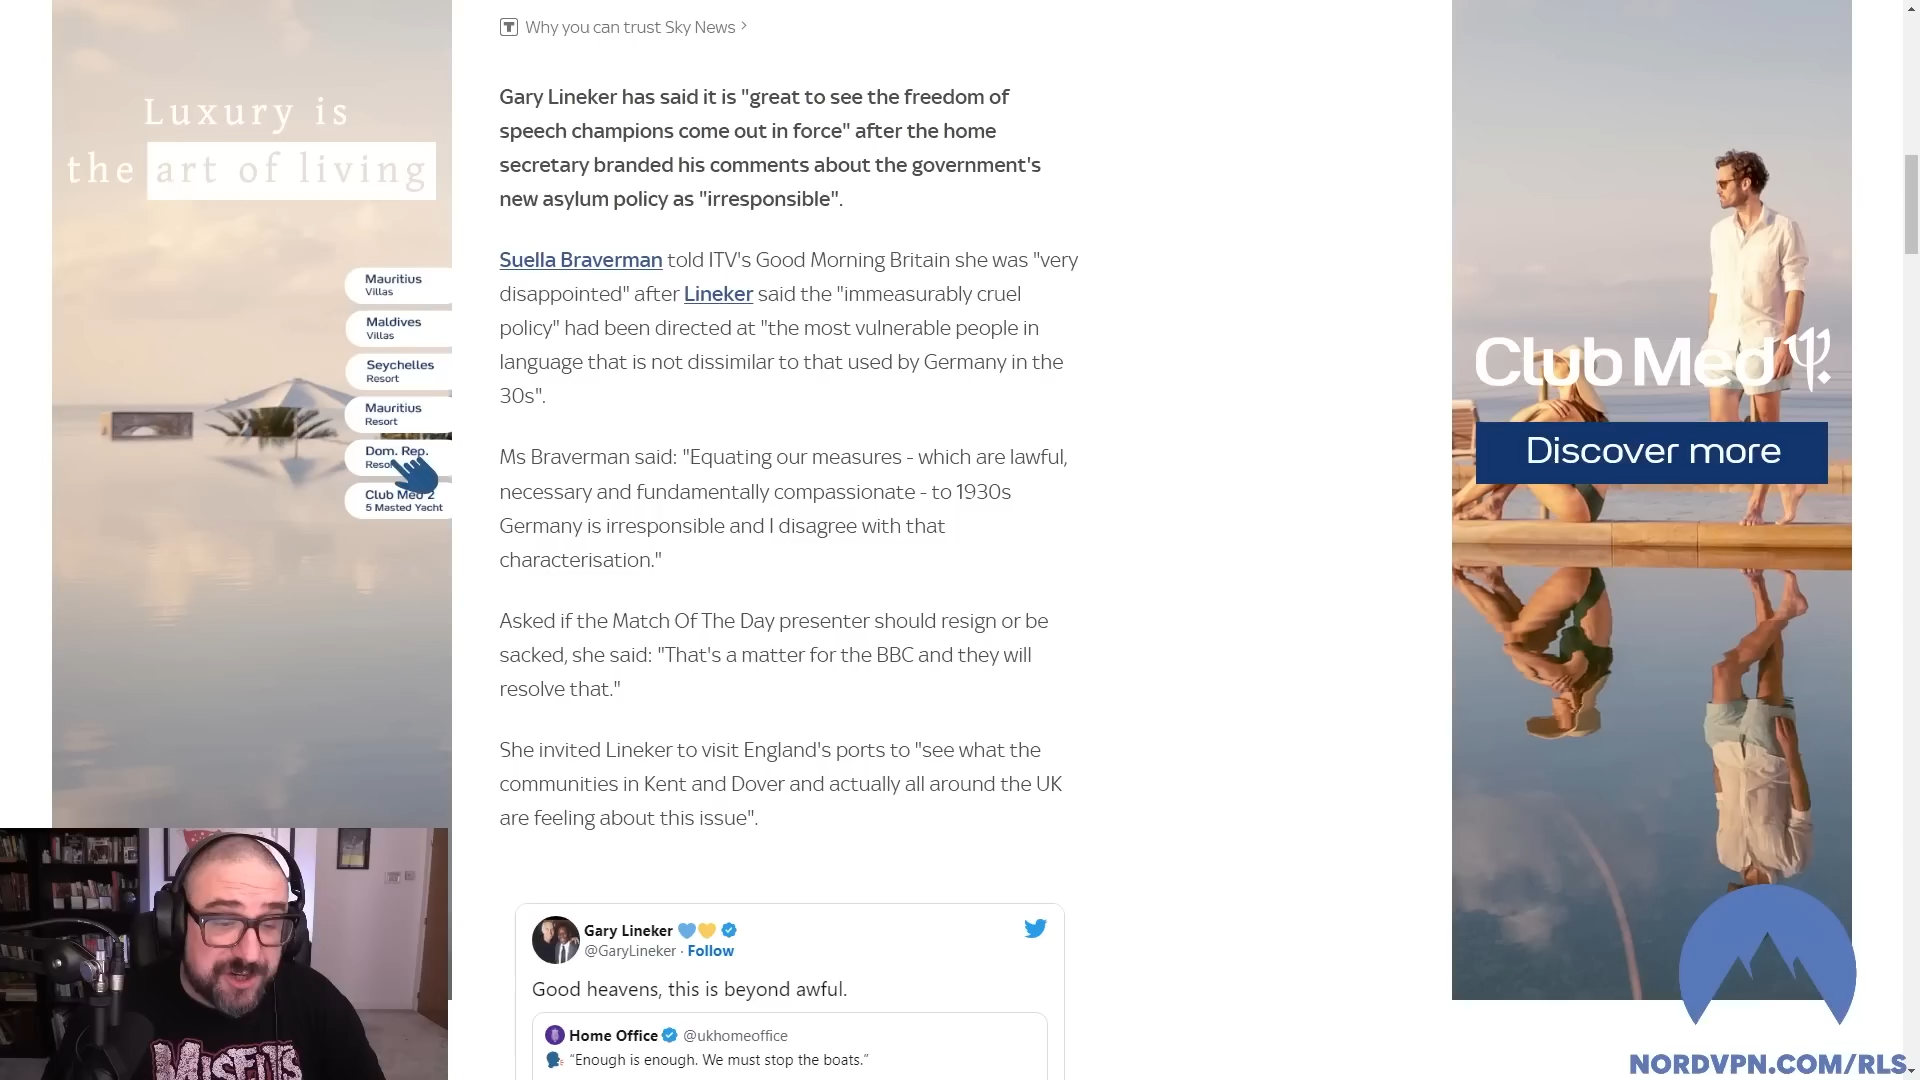 Why you can trust Sky News >
Luxury is
the art of living
Mauritius
Villas
Maldives
Villas
Seychelles
Resort
Mauritius
Resort
Dom. Rep.
Resort
Club Med 2
5 Masted Yacht
Gary Lineker has said it is "great to see the freedom of
speech champions come out in force" after the home
secretary branded his comments about the government's
new asylum policy as "irresponsible".
Suella Braverman told ITV's Good Morning Britain she was "very
disappointed" after Lineker said the "immeasurably cruel
policy" had been directed at "the most vulnerable people in
language that is not dissimilar to that used by Germany in the
30s".
Ms Braverman said: "Equating our measures - which are lawful,
necessary and fundamentally compassionate - to 1930s
Germany is irresponsible and I disagree with that
characterisation."
Asked if the Match Of The Day presenter should resign or be
sacked, she said: "That's a matter for the BBC and they will
resolve that."
She invited Lineker to visit England's ports to "see what the
communities in Kent and Dover and actually all around the UK
are feeling about this issue".
Gary Lineker 💙💛
@GaryLineker · Follow
Good heavens, this is beyond awful.
Home Office @ukhomeoffice
🗣️ “Enough is enough. We must stop the boats.”
Club Med
Discover more
MISFITS
NORDVPN.COM/RLS